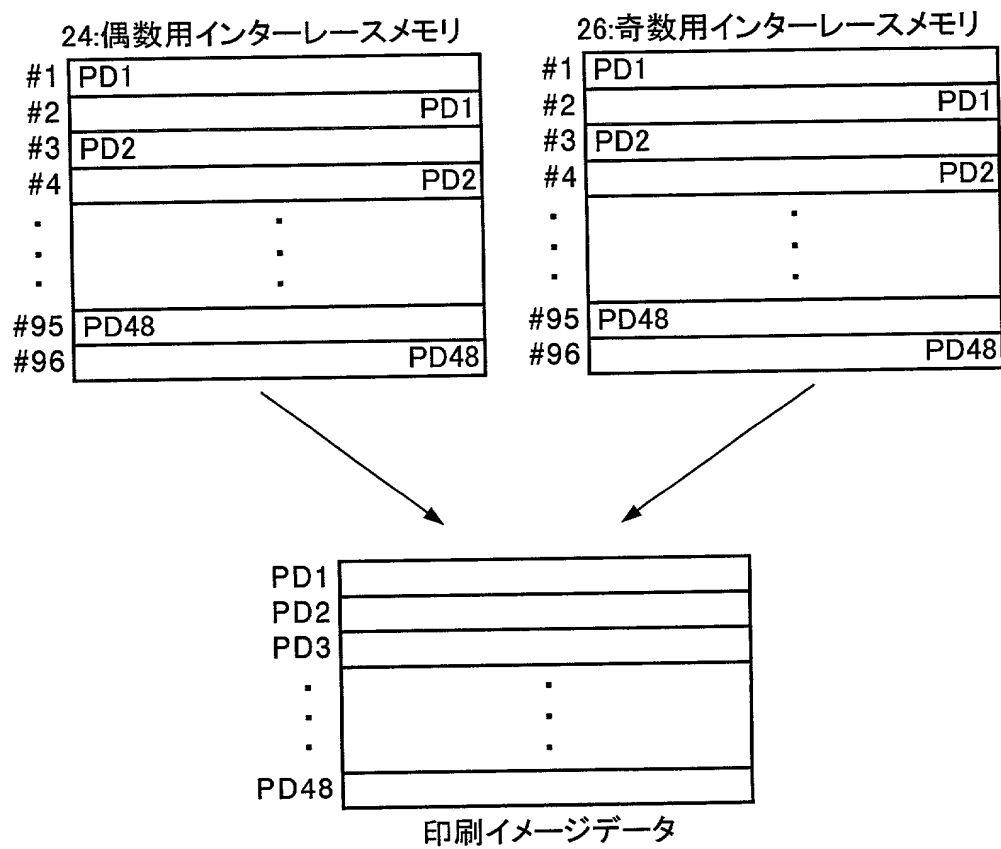 24:偶数用インターレースメモリ
#1 PD1
#2 PD1
#3 PD2
#4 PD2
#95 PD48
#96 PD48
26:奇数用インターレースメモリ
#1 PD1
#2 PD1
#3 PD2
#4 PD2
#95 PD48
#96 PD48
PD1
PD2
PD3
PD48
印刷イメージデータ